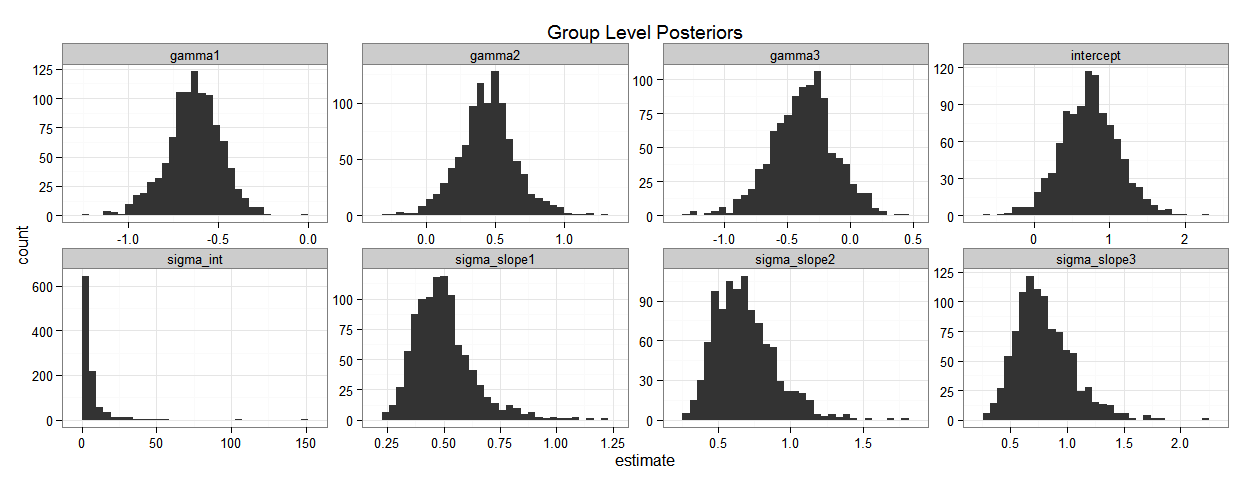 Group Level Posteriors
gamma1 gamma2 gamma3 intercept
125
100
75
50
25
0
-1.0 -0.5 0.0
100
50
0
0.0 0.5 1.0
100
75
50
25
0
-1.0 -0.5 0.0 0.5
120
90
60
30
0
0 1 2
count
sigma_int sigma_slope1 sigma_slope2 sigma_slope3
600
400
200
0
0 50 100 150
100
75
50
25
0
0.25 0.50 0.75 1.00 1.25
90
60
30
0
0.5 1.0 1.5
125
100
75
50
25
0
0.5 1.0 1.5 2.0
estimate